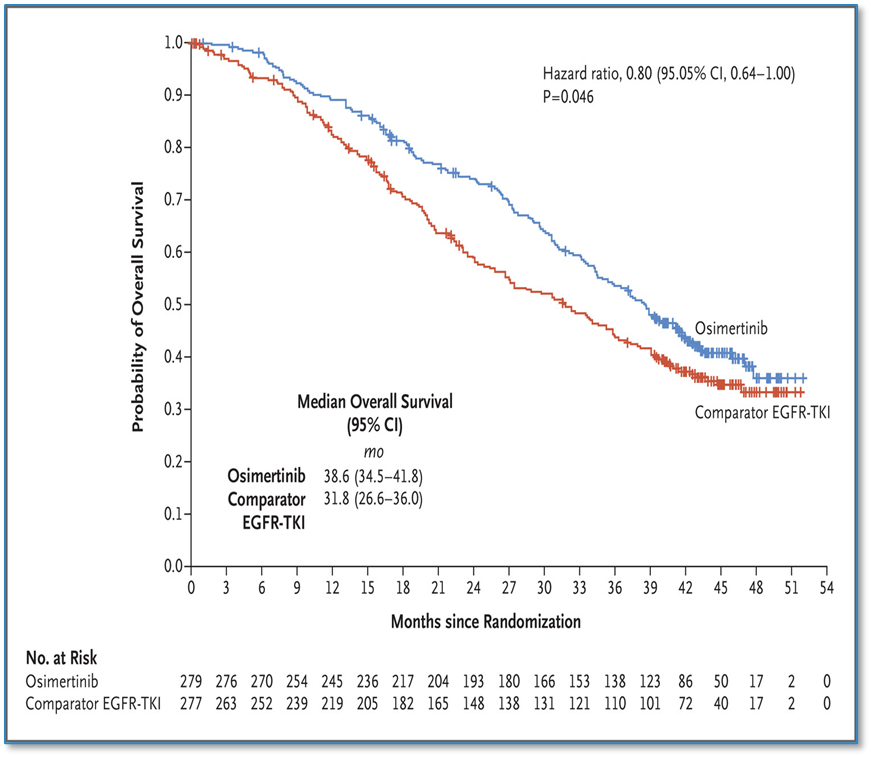 1.0
0.9
0.8
0.7
0.6
0.5
0.4
0.3
0.2
0.1
0.0
Probability of Overall Survival
Hazard ratio, 0.80 (95.05% CI, 0.64–1.00)
P=0.046
Osimertinib
Comparator EGFR-TKI
Median Overall Survival
(95% CI)
mo
Osimertinib 38.6 (34.5–41.8)
Comparator 31.8 (26.6–36.0)
EGFR-TKI
0 3 6 9 12 15 18 21 24 27 30 33 36 39 42 45 48 51 54
Months since Randomization
No. at Risk
Osimertinib 279 276 270 254 245 236 217 204 193 180 166 153 138 123 86 50 17 2 0
Comparator EGFR-TKI 277 263 252 239 219 205 182 165 148 138 131 121 110 101 72 40 17 2 0